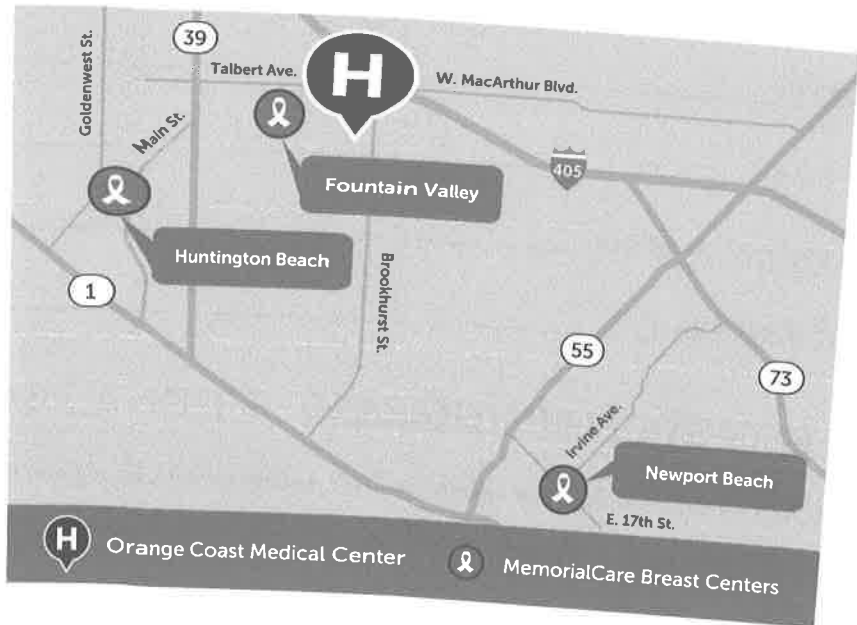 Goldenwest St.
39
Talbert Ave.
H
W. MacArthur Blvd.
Main St.
405
Fountain Valley
Huntington Beach
Brookhurst St.
1
55
73
Irvine Ave.
Newport Beach
E. 17th St.
H Orange Coast Medical Center
MemorialCare Breast Centers